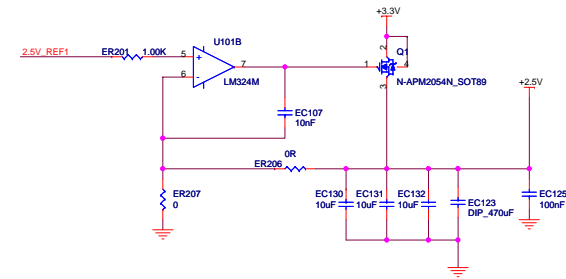 +3.3V
U101B
2.5V_REF1
ER201
1.00K
5
+
7
1
2
Q1
4
6
-
LM324M
3
N-APM2054N_SOT89
+2.5V
EC107
10nF
0R
ER206
ER207
0
EC130
10uF
EC131
10uF
EC132
10uF
EC123
DIP_470uF
EC125
100nF